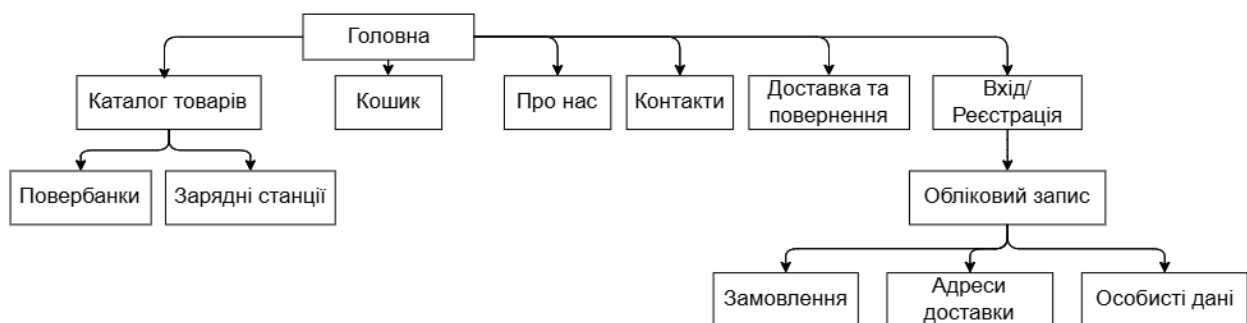 Головна
Каталог товарів
Кошик
Про нас
Контакти
Доставка та
повернення
Вхід/
Реєстрація
Повербанки
Зарядні станції
Обліковий запис
Замовлення
Адреси
доставки
Особисті дані